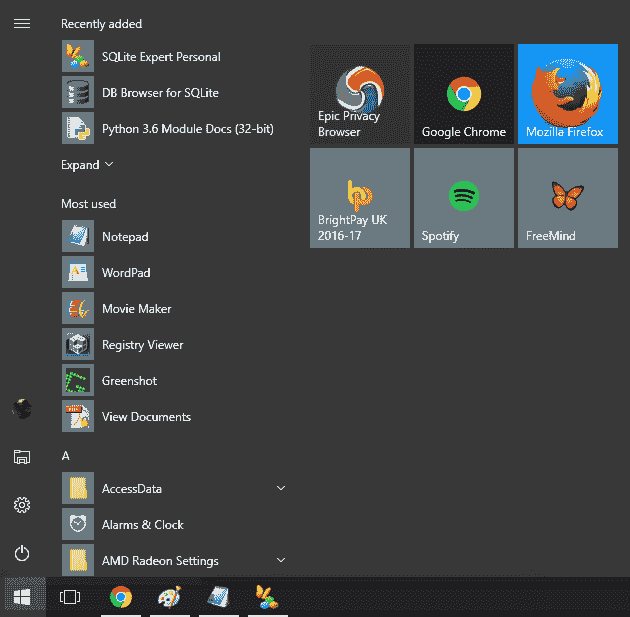 Recently added
SQLite Expert Personal
DB Browser for SQLite
Python 3.6 Module Docs (32-bit)
Expand
Most used
Notepad
WordPad
Movie Maker
Registry Viewer
Greenshot
View Documents
A
AccessData
Alarms & Clock
AMD Radeon Settings
Epic Privacy
Browser
Google Chrome
Mozilla Firefox
BrightPay UK
2016-17
Spotify
FreeMind